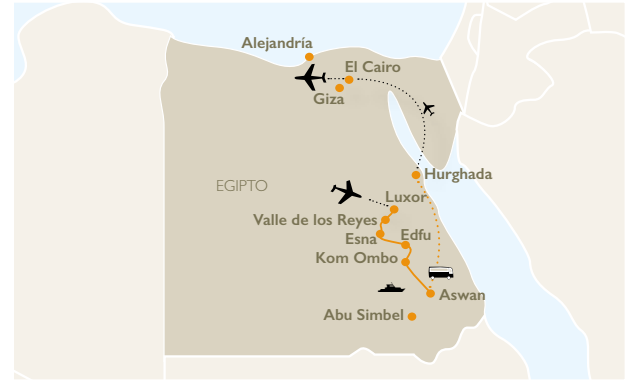 Alejandría
El Cairo
Giza
Hurghada
EGIPTO
Luxor
Valle de los Reyes
Esna
Edfu
Kom Ombo
Aswan
Abu Simbel